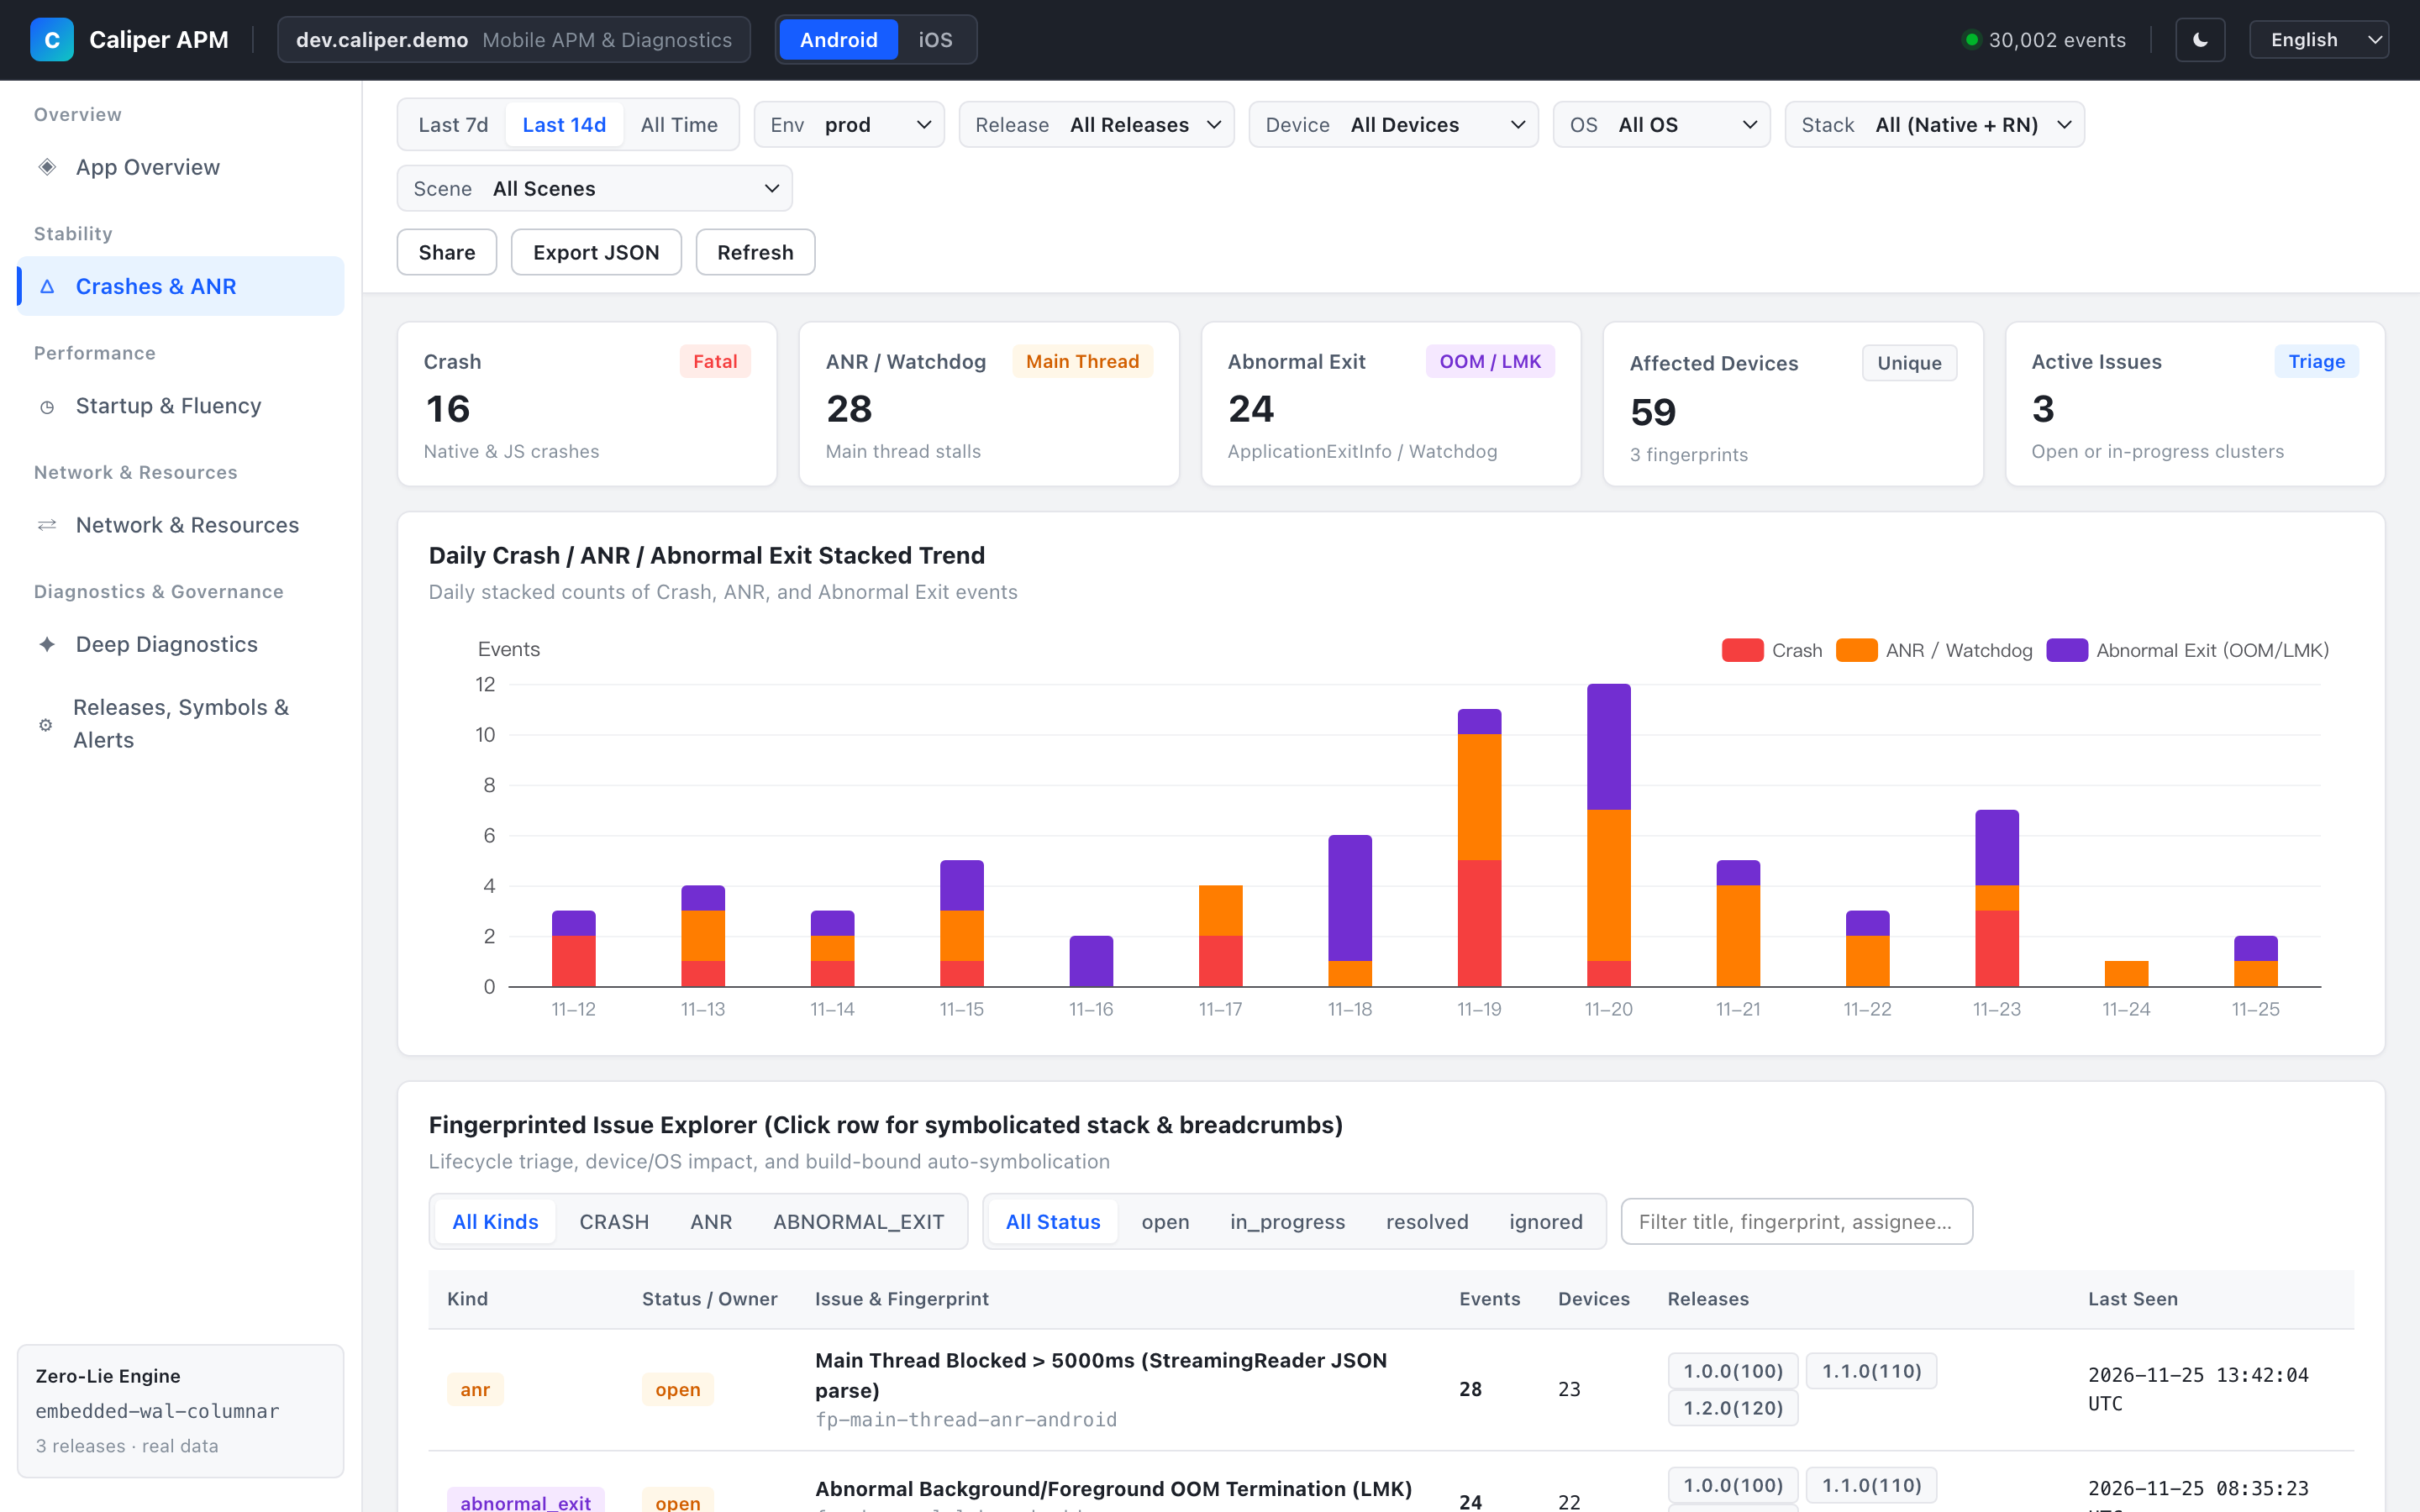 C Caliper APM dev.caliper.demo Mobile APM & Diagnostics Android iOS 30,002 events English
Overview
App Overview
Stability
Crashes & ANR
Performance
Startup & Fluency
Network & Resources
Network & Resources
Diagnostics & Governance
Deep Diagnostics
Releases, Symbols &
Alerts
Zero-Lie Engine
embedded-wal-columnar
3 releases · real data
Last 7d Last 14d All Time Env prod Release All Releases Device All Devices OS All OS Stack All (Native + RN)
Scene All Scenes
Share Export JSON Refresh
Crash Fatal
16
Native & JS crashes
ANR / Watchdog Main Thread
28
Main thread stalls
Abnormal Exit OOM / LMK
24
ApplicationExitInfo / Watchdog
Affected Devices Unique
59
3 fingerprints
Active Issues Triage
3
Open or in-progress clusters
Daily Crash / ANR / Abnormal Exit Stacked Trend
Daily stacked counts of Crash, ANR, and Abnormal Exit events
Events
Crash ANR / Watchdog Abnormal Exit (OOM/LMK)
12
10
8
6
4
2
0
11-12 11-13 11-14 11-15 11-16 11-17 11-18 11-19 11-20 11-21 11-22 11-23 11-24 11-25
Fingerprinted Issue Explorer (Click row for symbolicated stack & breadcrumbs)
Lifecycle triage, device/OS impact, and build-bound auto-symbolication
All Kinds CRASH ANR ABNORMAL_EXIT All Status open in_progress resolved ignored Filter title, fingerprint, assignee...
Kind Status / Owner Issue & Fingerprint Events Devices Releases Last Seen
anr open Main Thread Blocked > 5000ms (StreamingReader JSON
parse)
fp-main-thread-anr-android
28 23 1.0.0(100) 1.1.0(110)
1.2.0(120)
2026-11-25 13:42:04
UTC
abnormal_exit open Abnormal Background/Foreground OOM Termination (LMK)
24 22 1.0.0(100) 1.1.0(110)
2026-11-25 08:35:23